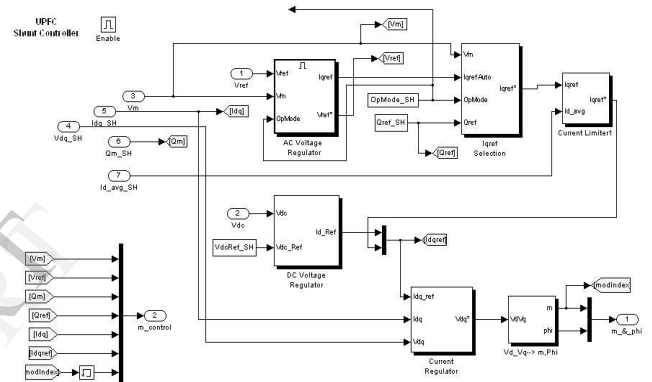 UPFC
Shunt Controller
Enable
[Vm]
1
Vref
3
Vm
5
Idq_SH
4
Vdq_SH
6
Qm_SH
7
Id_avg_SH
[Idq]
[Qm]
Vref
Vm
OpMode
Iqref
Vref"
AC Voltage
Regulator
[Vref]
OpMode_SH
Qref_SH
[Qref]
Vm
IqrefAuto
OpMode
Qref
Iqref*
Iqref
Selection
Iqref
Id_avg
Iqref*
Current Limiter1
2
Vdc
VdcRef_SH
Vdc
Vdc_Ref
Id_Ref
DC Voltage
Regulator
[Idqref]
Idq_ref
Idq
Vdq
Vdq*
Current
Regulator
VdVq
m
phi
Vd_Vq--> m,Phi
[modIndex]
1
m_&_phi
[Vm]
[Vref]
[Qm]
[Qref]
[Idq]
[Idqref]
[modIndex]
2
m_control